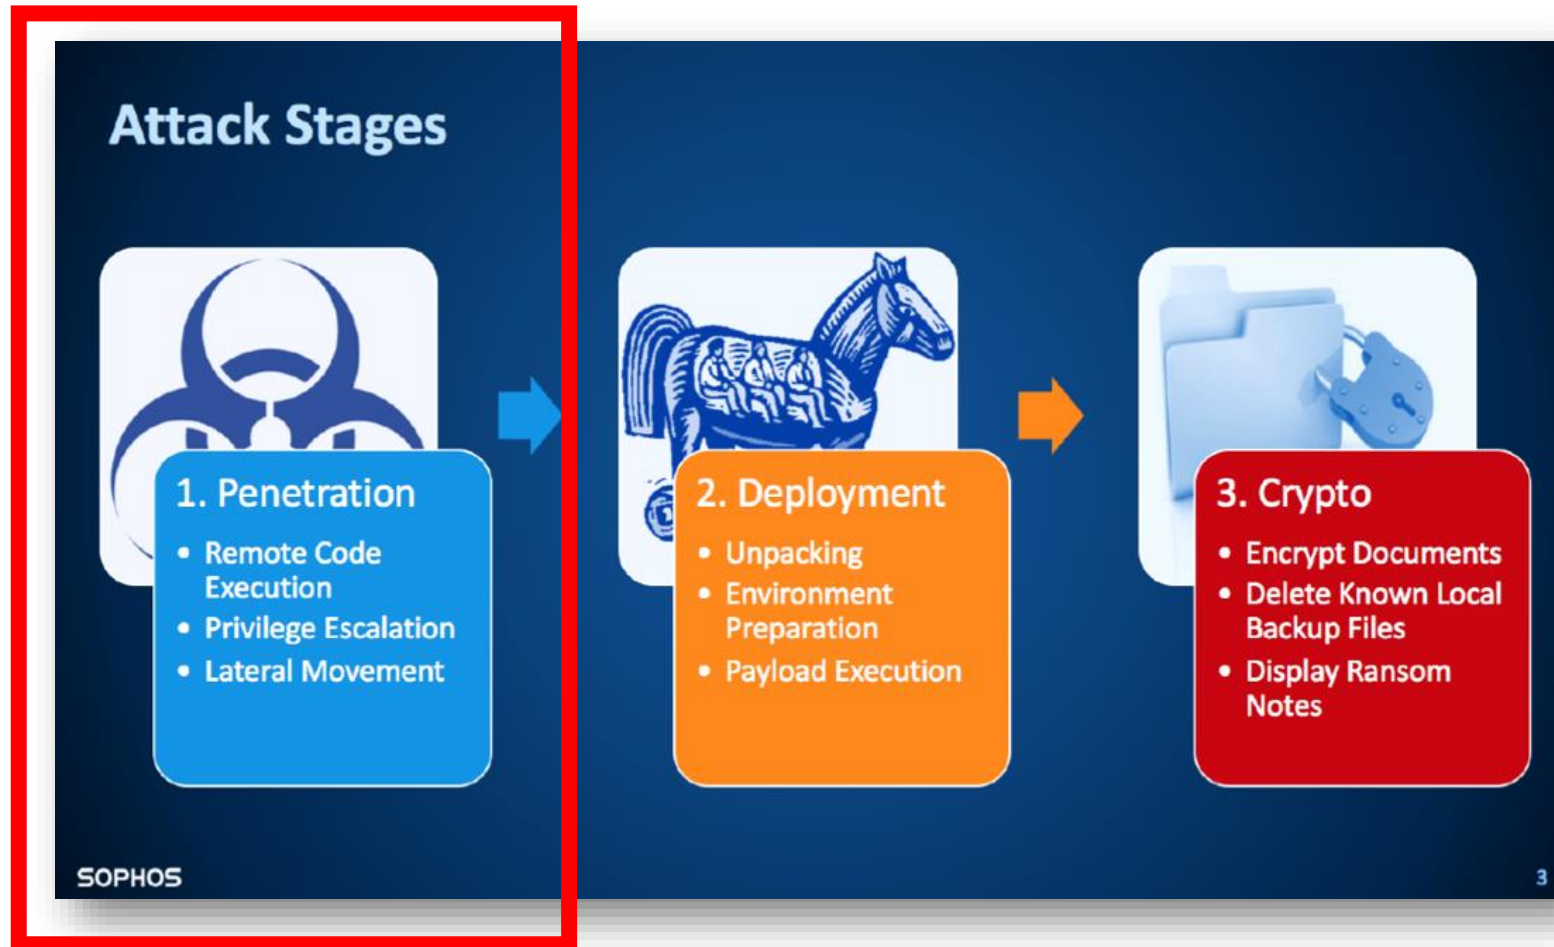 Attack Stages
1. Penetration
• Remote Code
Execution
• Privilege Escalation
• Lateral Movement
2. Deployment
• Unpacking
• Environment
Preparation
• Payload Execution
3. Crypto
• Encrypt Documents
• Delete Known Local
Backup Files
• Display Ransom
Notes
SOPHOS
3